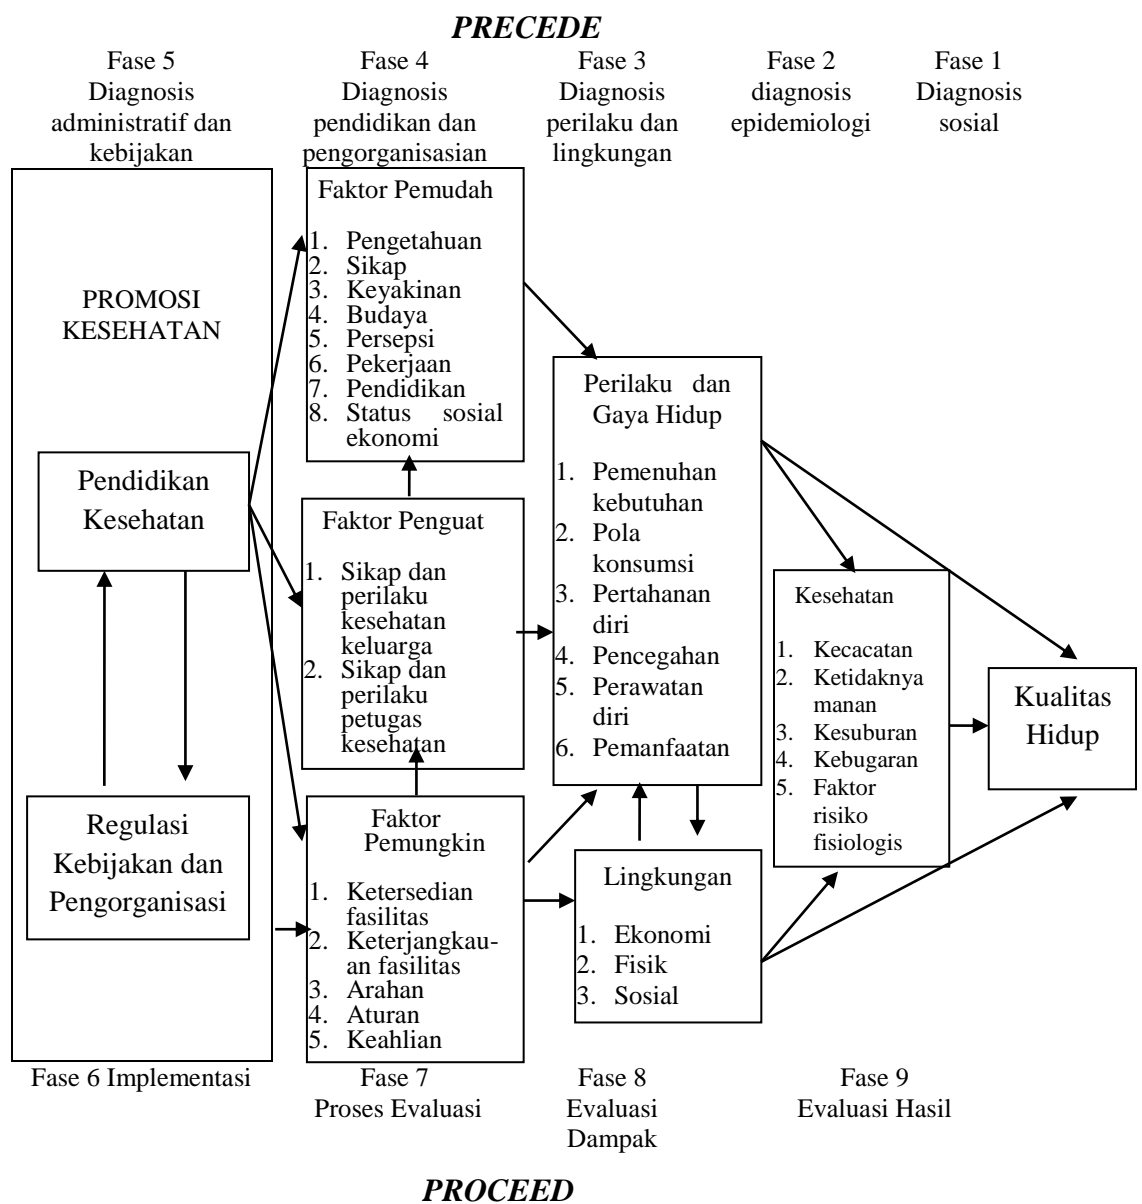 PRECEDE
Fase 5
Diagnosis
administratif dan
kebijakan
Fase 4
Diagnosis
pendidikan dan
pengorganisasian
Fase 3
Diagnosis
perilaku dan
lingkungan
Fase 2
diagnosis
epidemiologi
Fase 1
Diagnosis
sosial
PROMOSI
KESEHATAN
Pendidikan
Kesehatan
Regulasi
Kebijakan dan
Pengorganisasi
Faktor Pemudah
1. Pengetahuan
2. Sikap
3. Keyakinan
4. Budaya
5. Persepsi
6. Pekerjaan
7. Pendidikan
8. Status sosial
ekonomi
Faktor Penguat
1. Sikap dan
perilaku
kesehatan
keluarga
2. Sikap dan
perilaku
petugas
kesehatan
Faktor
Pemungkin
1. Ketersedian
fasilitas
2. Keterjangkau-
an fasilitas
3. Arahan
4. Aturan
5. Keahlian
Perilaku dan
Gaya Hidup
1. Pemenuhan
kebutuhan
2. Pola
konsumsi
3. Pertahanan
diri
4. Pencegahan
5. Perawatan
diri
6. Pemanfaatan
Lingkungan
1. Ekonomi
2. Fisik
3. Sosial
Kesehatan
1. Kecacatan
2. Ketidaknya
manan
3. Kesuburan
4. Kebugaran
5. Faktor
risiko
fisiologis
Kualitas
Hidup
Fase 6 Implementasi
Fase 7
Proses Evaluasi
Fase 8
Evaluasi
Dampak
Fase 9
Evaluasi Hasil
PROCEED